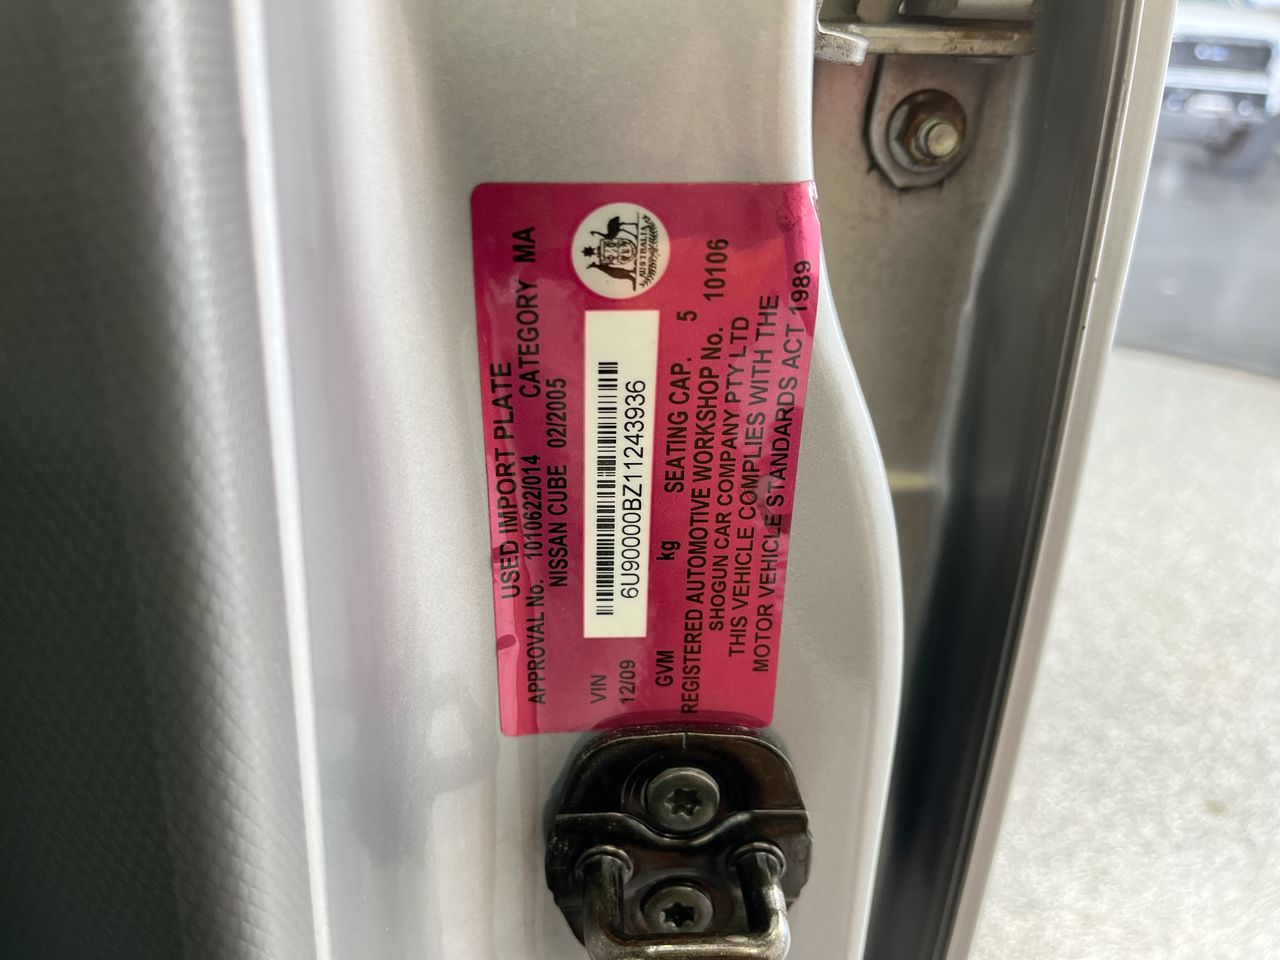 USED IMPORT PLATE
APPROVAL No. 1010622/014 CATEGORY MA
NISSAN CUBE 02/2005
VIN 6U90000BZ11243936
12/09
AUSTRALIA
GVM kg SEATING CAP. 5
REGISTERED AUTOMOTIVE WORKSHOP No. 10106
SHOGUN CAR COMPANY PTY LTD
THIS VEHICLE COMPLIES WITH THE
MOTOR VEHICLE STANDARDS ACT 1989